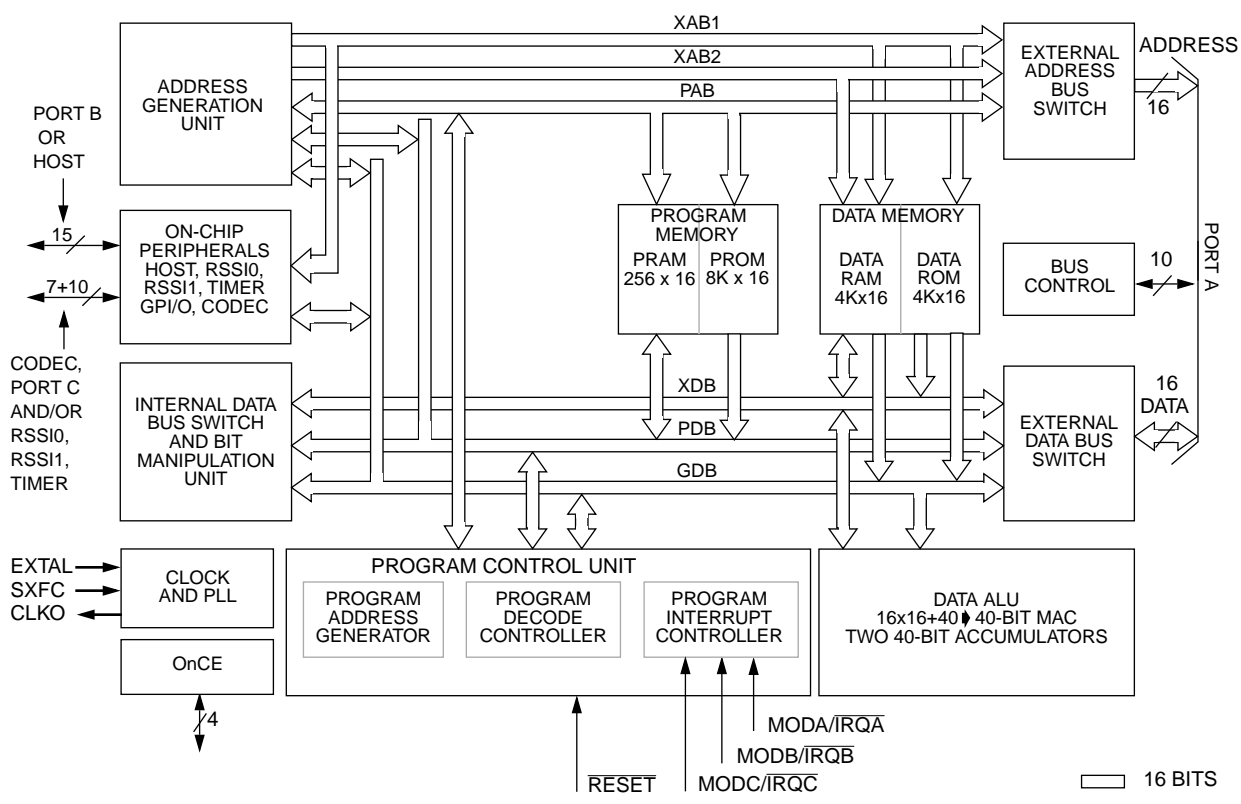 XAB1
XAB2
PAB
ADDRESS
GENERATION
UNIT
EXTERNAL
ADDRESS
BUS
SWITCH
ADDRESS
16
PORT B
OR
HOST
15
7+10
ON-CHIP
PERIPHERALS
HOST, RSSI0,
RSSI1, TIMER
GPI/O, CODEC
PROGRAM
MEMORY
PRAM
256 x 16
PROM
8K x 16
DATA MEMORY
DATA
RAM
4Kx16
DATA
ROM
4Kx16
BUS
CONTROL
10
PORT A
CODEC,
PORT C
AND/OR
RSSI0,
RSSI1,
TIMER
INTERNAL DATA
BUS SWITCH
AND BIT
MANIPULATION
UNIT
XDB
PDB
GDB
EXTERNAL
DATA BUS
SWITCH
16
DATA
EXTAL
SXFC
CLKO
CLOCK
AND PLL
OnCE
4
PROGRAM CONTROL UNIT
PROGRAM
ADDRESS
GENERATOR
PROGRAM
DECODE
CONTROLLER
PROGRAM
INTERRUPT
CONTROLLER
DATA ALU
16x16+40 → 40-BIT MAC
TWO 40-BIT ACCUMULATORS
MODA/IRQA
MODB/IRQB
MODC/IRQC
RESET
16 BITS